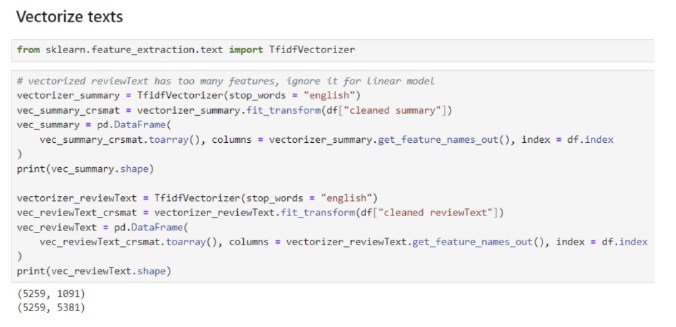 Vectorize texts
from sklearn.feature_extraction.text import TfidfVectorizer
# vectorized reviewText has too many features, ignore it for linear model
vectorizer_summary = TfidfVectorizer(stop_words = "english")
vec_summary_crsmat = vectorizer_summary.fit_transform(df["cleaned summary"])
vec_summary = pd.DataFrame(
    vec_summary_crsmat.toarray(), columns = vectorizer_summary.get_feature_names_out(), index = df.index
)
print(vec_summary.shape)
vectorizer_reviewText = TfidfVectorizer(stop_words = "english")
vec_reviewText_crsmat = vectorizer_reviewText.fit_transform(df["cleaned reviewText"])
vec_reviewText = pd.DataFrame(
    vec_reviewText_crsmat.toarray(), columns = vectorizer_reviewText.get_feature_names_out(), index = df.index
)
print(vec_reviewText.shape)
(5259, 1091)
(5259, 5381)